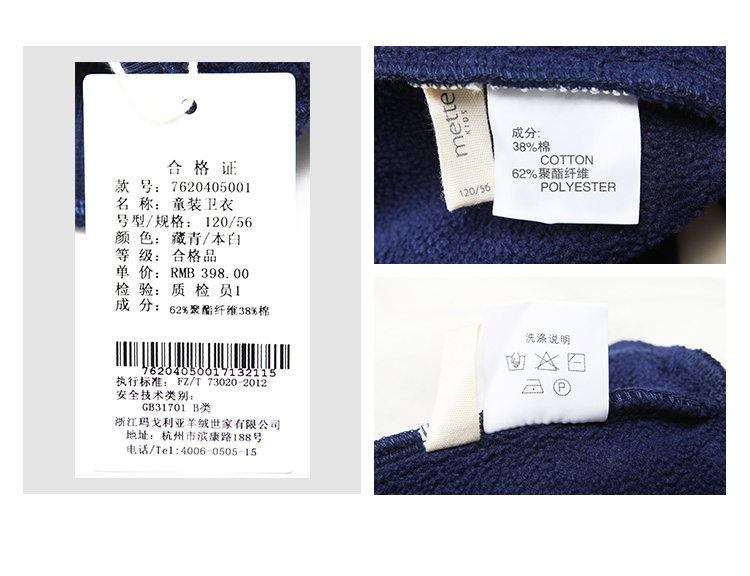 合 格 证
款 号: 7620405001
名 称: 童装卫衣
号型/规格: 120/56
颜 色: 藏青/本白
等 级: 合格品
单 价: RMB 398.00
检 验: 质 检 员1
成 分: 62%聚酯纤维38%棉
76204050017132115
执行标准: FZ/T 73020-2012
安全技术类别:
GB31701 B类
浙江玛戈利亚羊绒世家有限公司
地址: 杭州市滨康路188号
电话/Tel:4006-0505-15
mette
KIDS
120/56
成分:
38%棉
COTTON
62%聚酯纤维
POLYESTER
洗涤说明
P